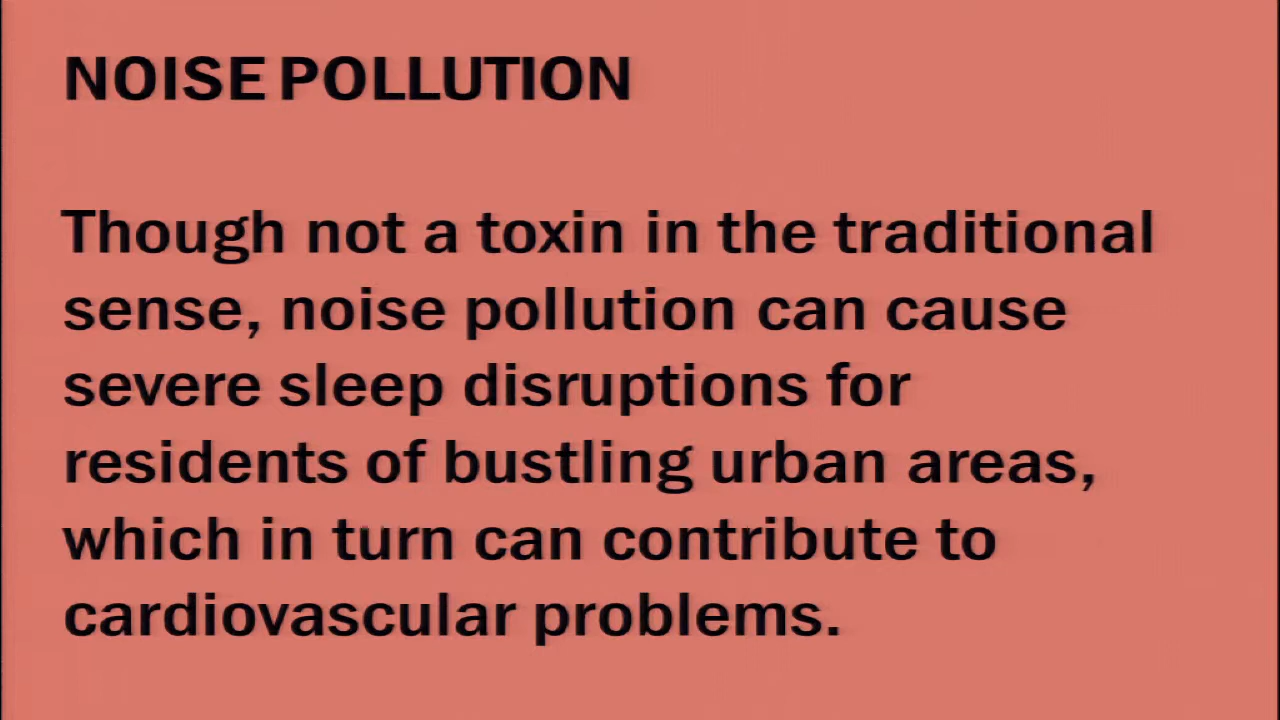 NOISE POLLUTION
Though not a toxin in the traditional
sense, noise pollution can cause
severe sleep disruptions for
residents of bustling urban areas,
which in turn can contribute to
cardiovascular problems.